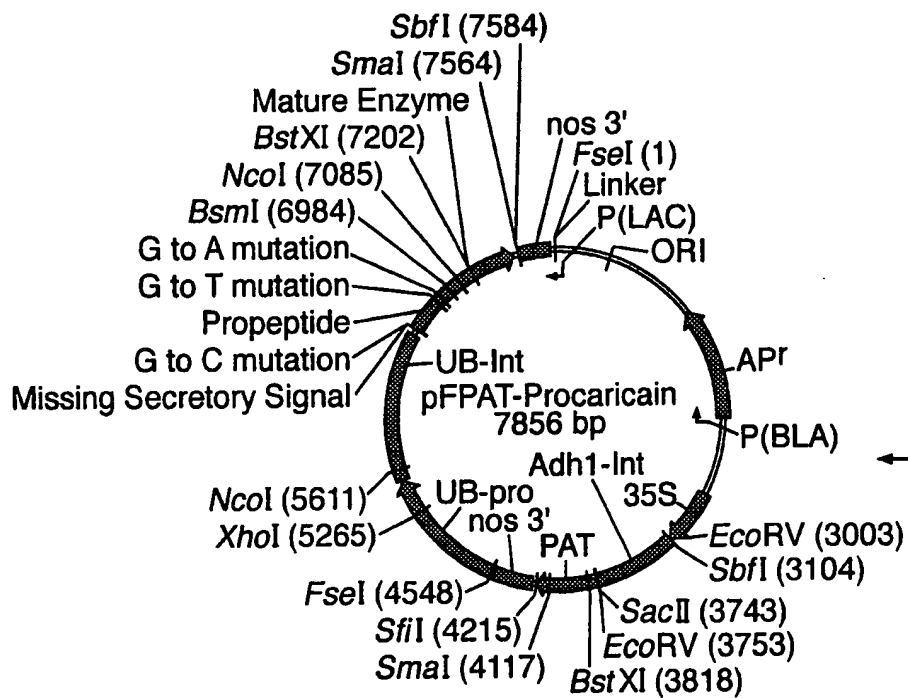 SbfI (7584)
SmaI (7564)
Mature Enzyme
BstXI (7202)
NcoI (7085)
BsmI (6984)
G to A mutation
G to T mutation
Propeptide
G to C mutation
Missing Secretory Signal
nos 3'
FseI (1)
Linker
P(LAC)
ORI
APr
P(BLA)
UB-Int
pFPAT-Procaricain
7856 bp
Adh1-Int
35S
EcoRV (3003)
SbfI (3104)
SacII (3743)
EcoRV (3753)
BstXI (3818)
PAT
nos 3'
UB-pro
NcoI (5611)
XhoI (5265)
FseI (4548)
SfiI (4215)
SmaI (4117)